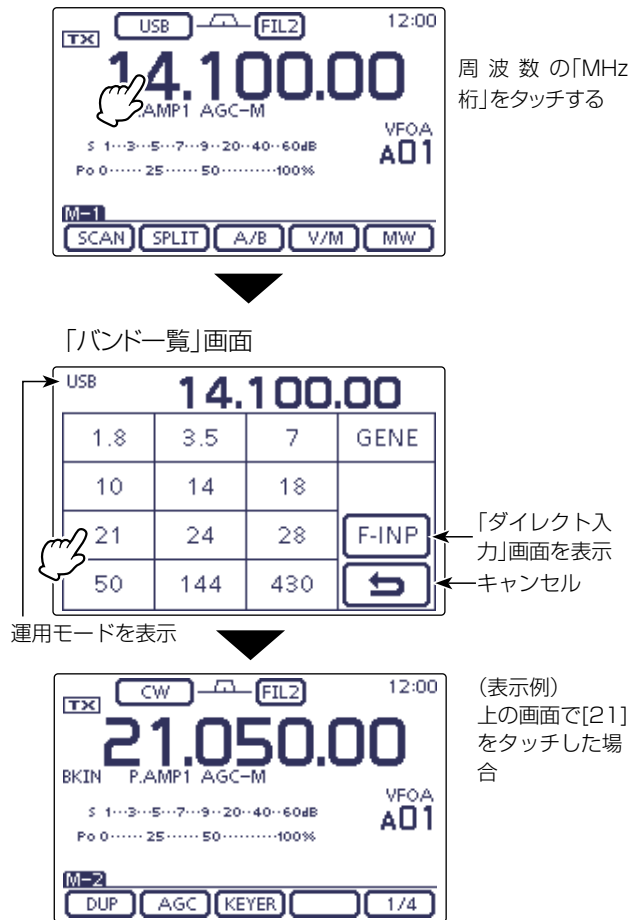 USB FIL2 12:00
TX
14.100.00
P.AMP1 AGC-M
S 1···3···5···7···9···20···40···60dB
Po 0······25······50··········100%
VFOA
A01
M-1
SCAN SPLIT A/B V/M MW
周波数の「MHz
桁」をタッチする
「バンド一覧」画面
USB 14.100.00
1.8 3.5 7 GENE
10 14 18
21 24 28 F-INP
50 144 430
「ダイレクト入
力」画面を表示
キャンセル
運用モードを表示
CW FIL2 12:00
TX
21.050.00
BKIN P.AMP1 AGC-M
S 1···3···5···7···9···20···40···60dB
Po 0······25······50··········100%
VFOA
A01
M-2
DUP AGC KEYER 1/4
(表示例)
上の画面で[21]
をタッチした場
合